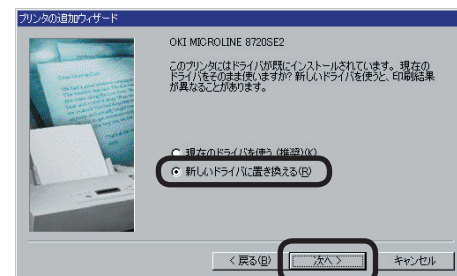 プリンタの追加ウィザード
OKI MICROLINE 8720SE2
このプリンタにはドライバが既にインストールされています。現在の
ドライバをそのまま使いますか? 新しいドライバを使うと、印刷結果
が異なることがあります。
現在のドライバを使う (推奨)(K)
新しいドライバに置き換える(R)
< 戻る(B)
次へ >
キャンセル